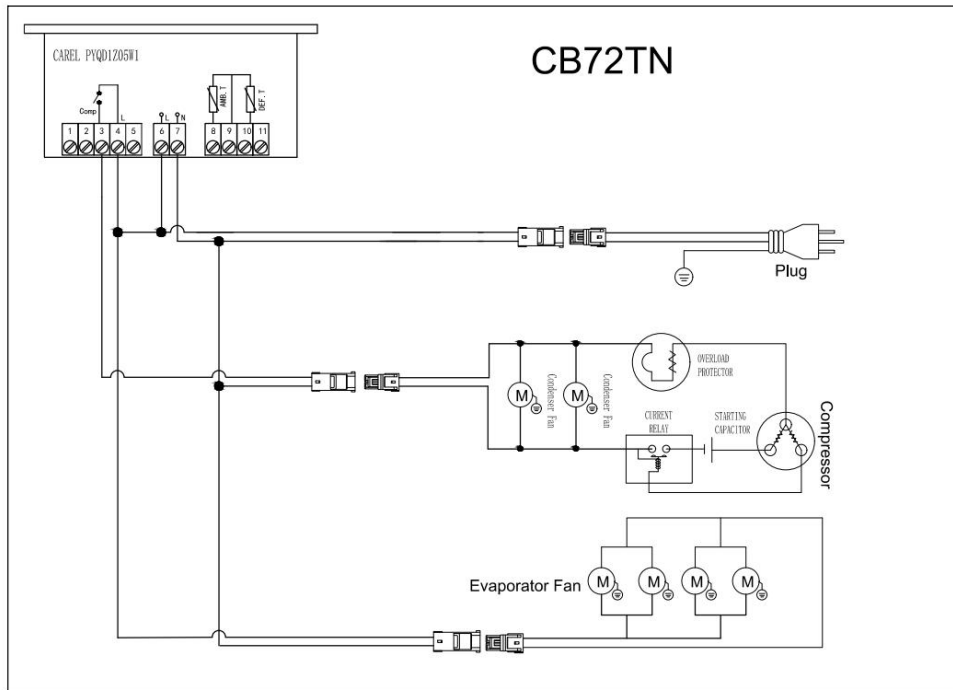 CB72TN
CAREL PYQD1Z05W1
Comp
L
L
N
AMB.T
DEF.T
1 2 3 4 5 6 7 8 9 10 11
Plug
OVERLOAD
PROTECTOR
M
Condenser Fan
M
Condenser Fan
CURRENT
RELAY
STARTING
CAPACITOR
Compressor
Evaporator Fan
M M M M